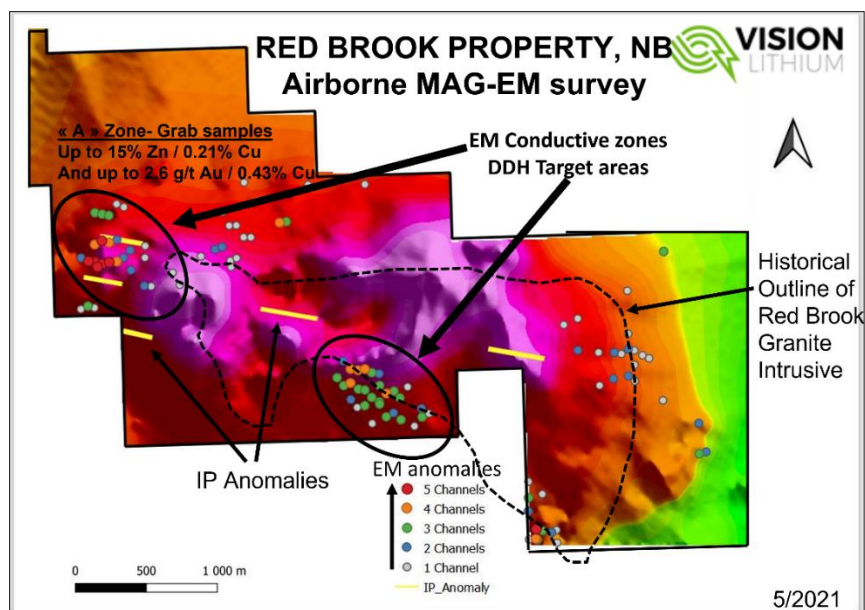 RED BROOK PROPERTY, NB
Airborne MAG-EM survey
VISION
LITHIUM
« A » Zone- Grab samples
Up to 15% Zn / 0.21% Cu
And up to 2,6 g/t Au / 0.43% Cu
EM Conductive zones
DDH Target areas
Historical
Outline of
Red Brook
Granite
Intrusive
IP Anomalies
EM anomalies
5 Channels
4 Channels
3 Channels
2 Channels
1 Channel
IP_Anomaly
0 500 1 000 m
5/2021